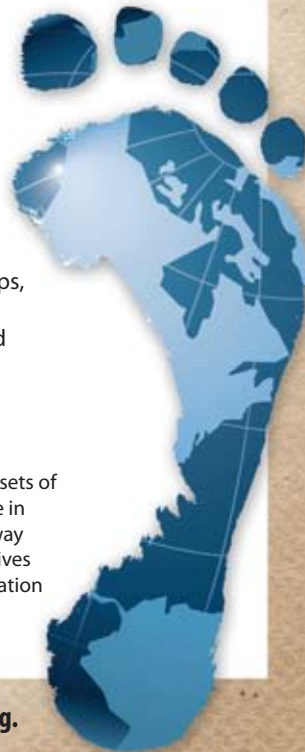 ps,
d
sets of
e in
way
ives
ation
g.